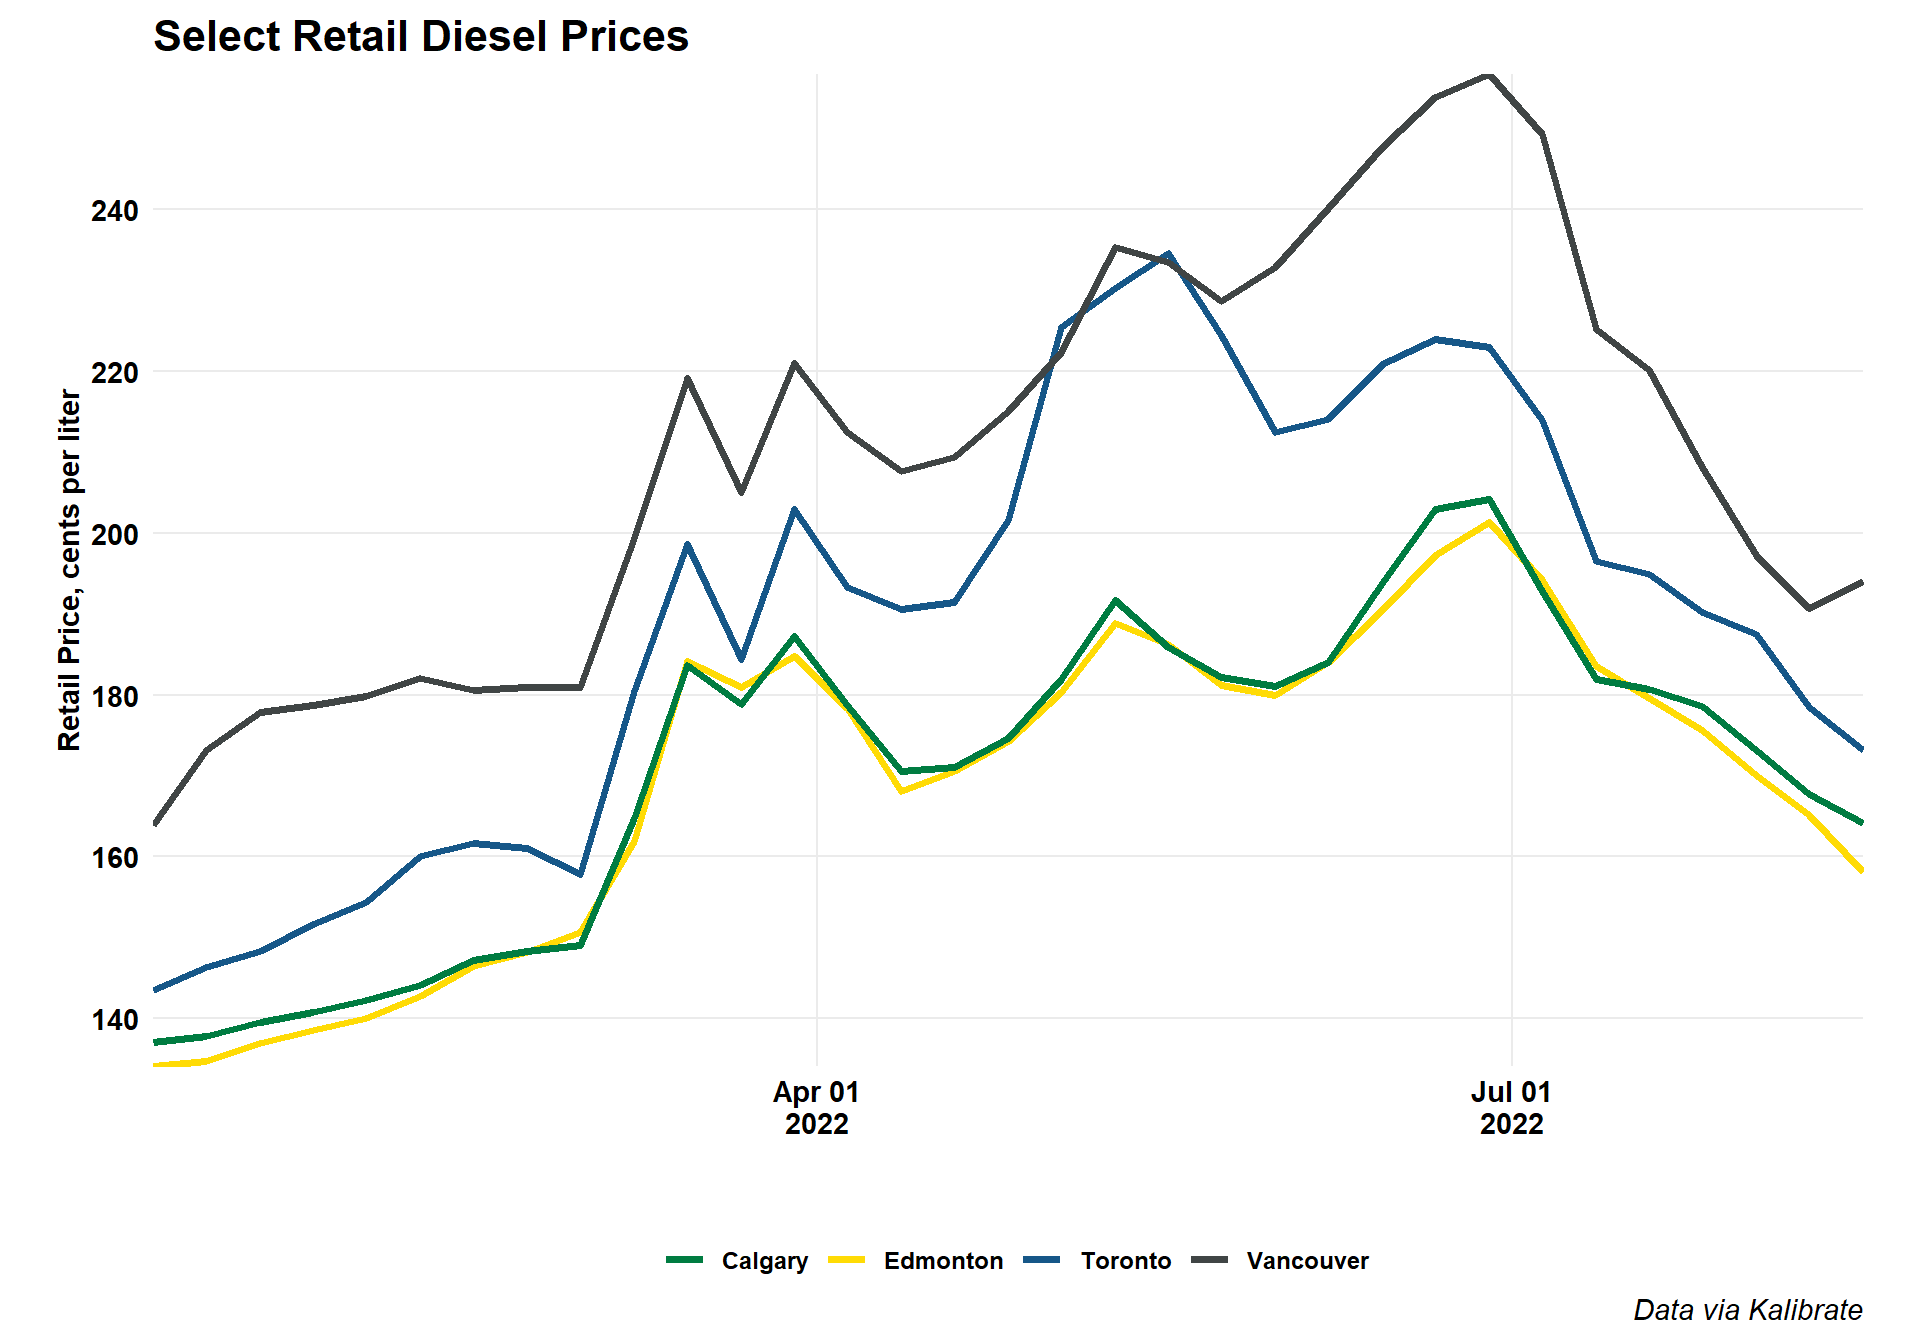 Select Retail Diesel Prices
Retail Price, cents per liter
240
220
200
180
160
140
Apr 01
2022
Jul 01
2022
Calgary Edmonton Toronto Vancouver
Data via Kalibrate